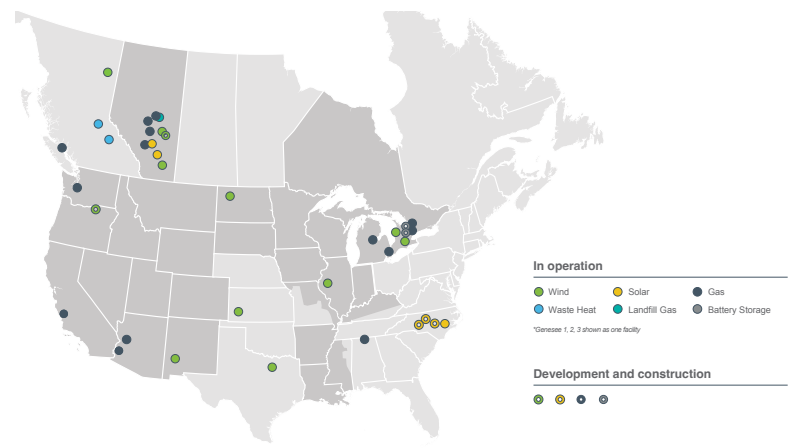 In operation
Wind Solar Gas
Waste Heat Landfill Gas Battery Storage
*Genesee 1, 2, 3 shown as one facility
Development and construction